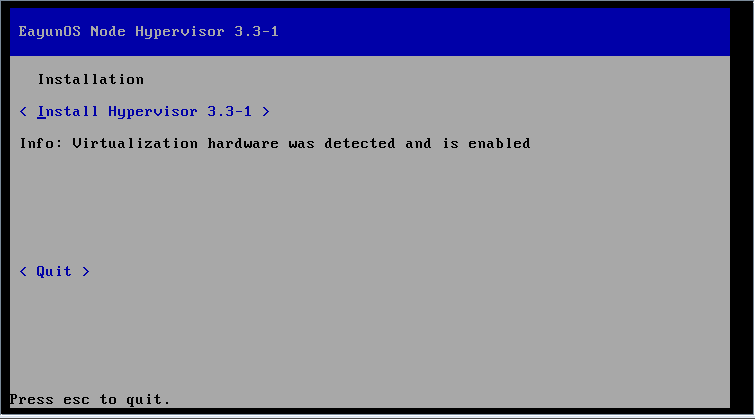 EayunOS Node Hypervisor 3.3-1
Installation
< Install Hypervisor 3.3-1 >
Info: Virtualization hardware was detected and is enabled
< Quit >
Press esc to quit.